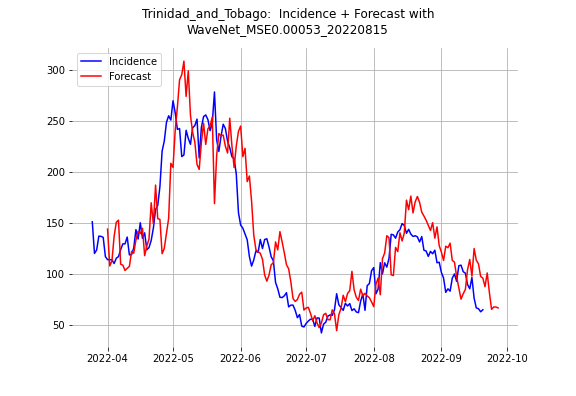 Trinidad_and_Tobago:  Incidence + Forecast with
WaveNet_MSE0.00053_20220815
Incidence
Forecast
300
250
200
150
100
50
2022-04 2022-05 2022-06 2022-07 2022-08 2022-09 2022-10